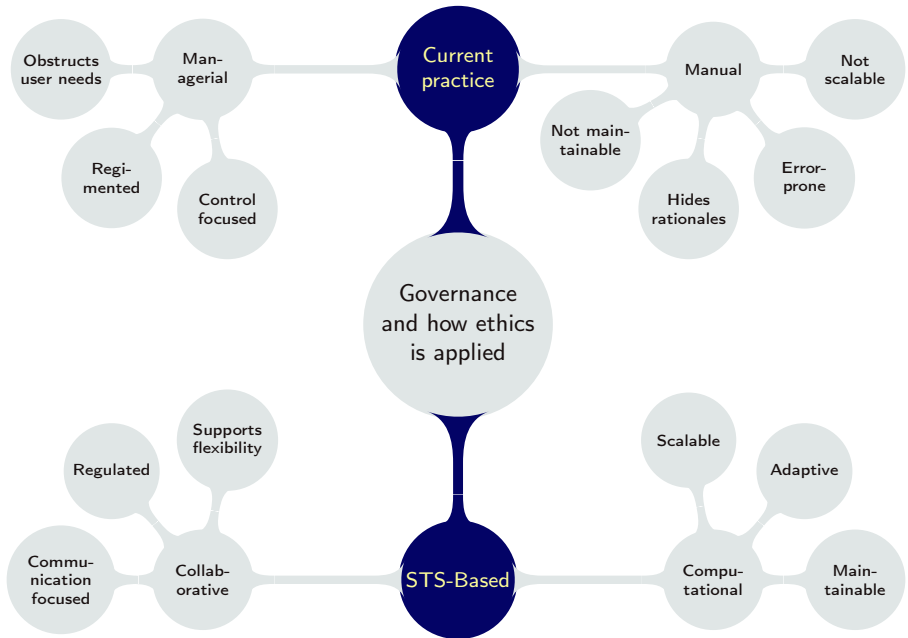 Obstructs
user needs
Man-
agerial
Current
practice
Manual
Not
scalable
Regi-
mented
Control
focused
Not main-
tainable
Hides
rationales
Error-
prone
Governance
and how ethics
is applied
Supports
flexibility
Regulated
Commu-
nication
focused
Collab-
orative
STS-Based
Scalable
Adaptive
Compu-
tational
Main-
tainable